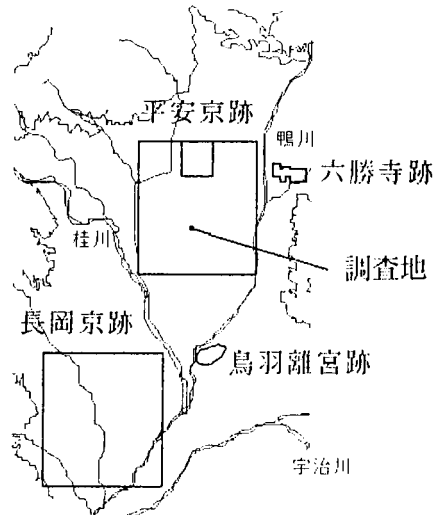 平安京跡
鴨川
六勝寺跡
桂川
調査地
長岡京跡
鳥羽離宮跡
宇治川